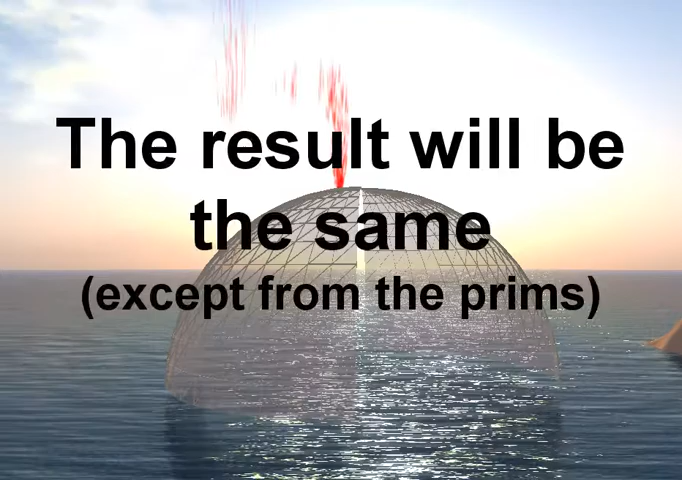 The result will be
the same
(except from the prims)